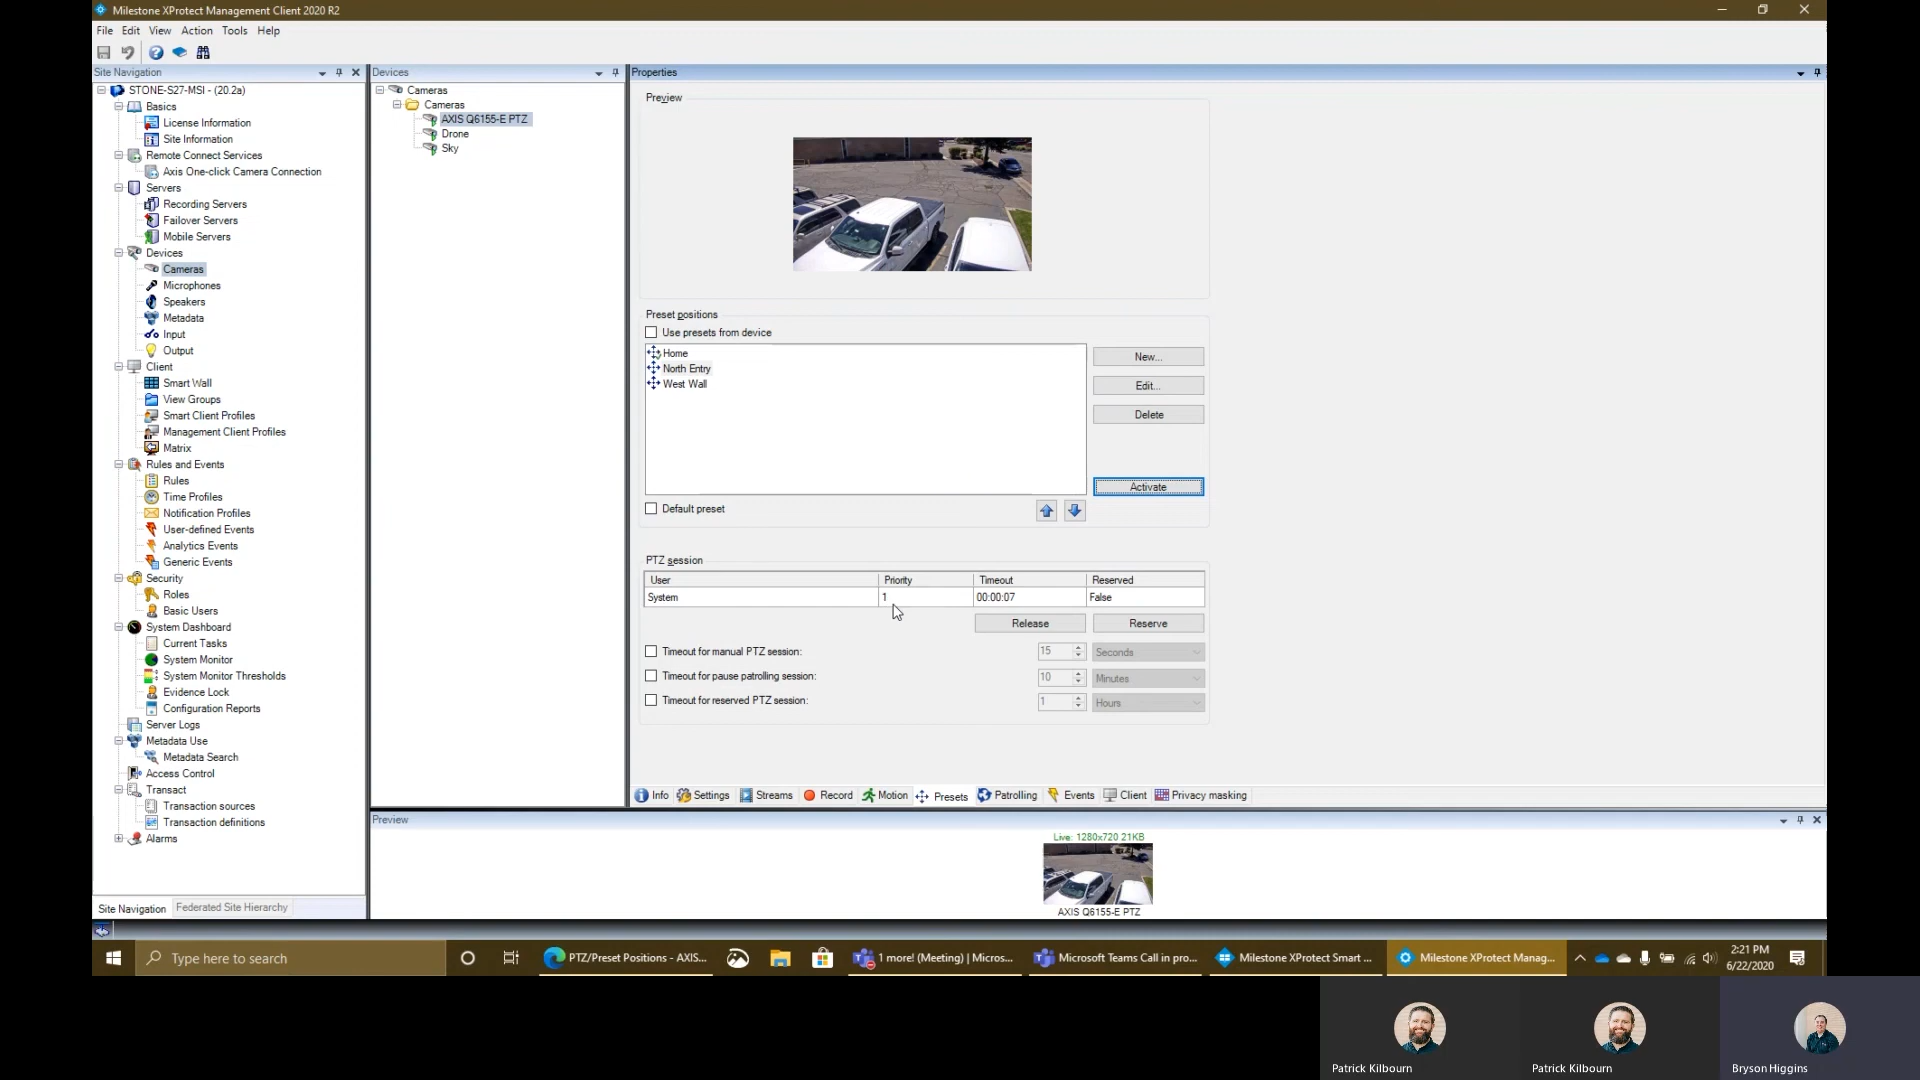 Milestone XProtect Management Client 2020 R2
File Edit View Action Tools Help
Site Navigation
STONE-S27-MSI - (20.2a)
Basics
License Information
Site Information
Remote Connect Services
Axis One-click Camera Connection
Servers
Recording Servers
Failover Servers
Mobile Servers
Devices
Cameras
Microphones
Speakers
Metadata
Input
Output
Client
Smart Wall
View Groups
Smart Client Profiles
Management Client Profiles
Matrix
Rules and Events
Rules
Time Profiles
Notification Profiles
User-defined Events
Analytics Events
Generic Events
Security
Roles
Basic Users
System Dashboard
Current Tasks
System Monitor
System Monitor Thresholds
Evidence Lock
Configuration Reports
Server Logs
Metadata Use
Metadata Search
Access Control
Transact
Transaction sources
Transaction definitions
Alarms
Site Navigation Federated Site Hierarchy
Devices
Cameras
Cameras
AXIS Q6155-E PTZ
Drone
Sky
Properties
Preview
Preset positions
Use presets from device
Home
North Entry
West Wall
New...
Edit...
Delete
Activate
Default preset
PTZ session
User Priority Timeout Reserved
System 1 00:00:07 False
Release Reserve
Timeout for manual PTZ session: 15 Seconds
Timeout for pause patrolling session: 10 Minutes
Timeout for reserved PTZ session: 1 Hours
Info Settings Streams Record Motion Presets Patrolling Events Client Privacy masking
Preview
Live: 1280x720 21KB
AXIS Q6155-E PTZ
Type here to search
PTZ/Preset Positions - AXIS...
1 more! (Meeting) | Micros...
Microsoft Teams Call in pro...
Milestone XProtect Smart ...
Milestone XProtect Manag...
2:21 PM
6/22/2020
Patrick Kilbourn
Patrick Kilbourn
Bryson Higgins